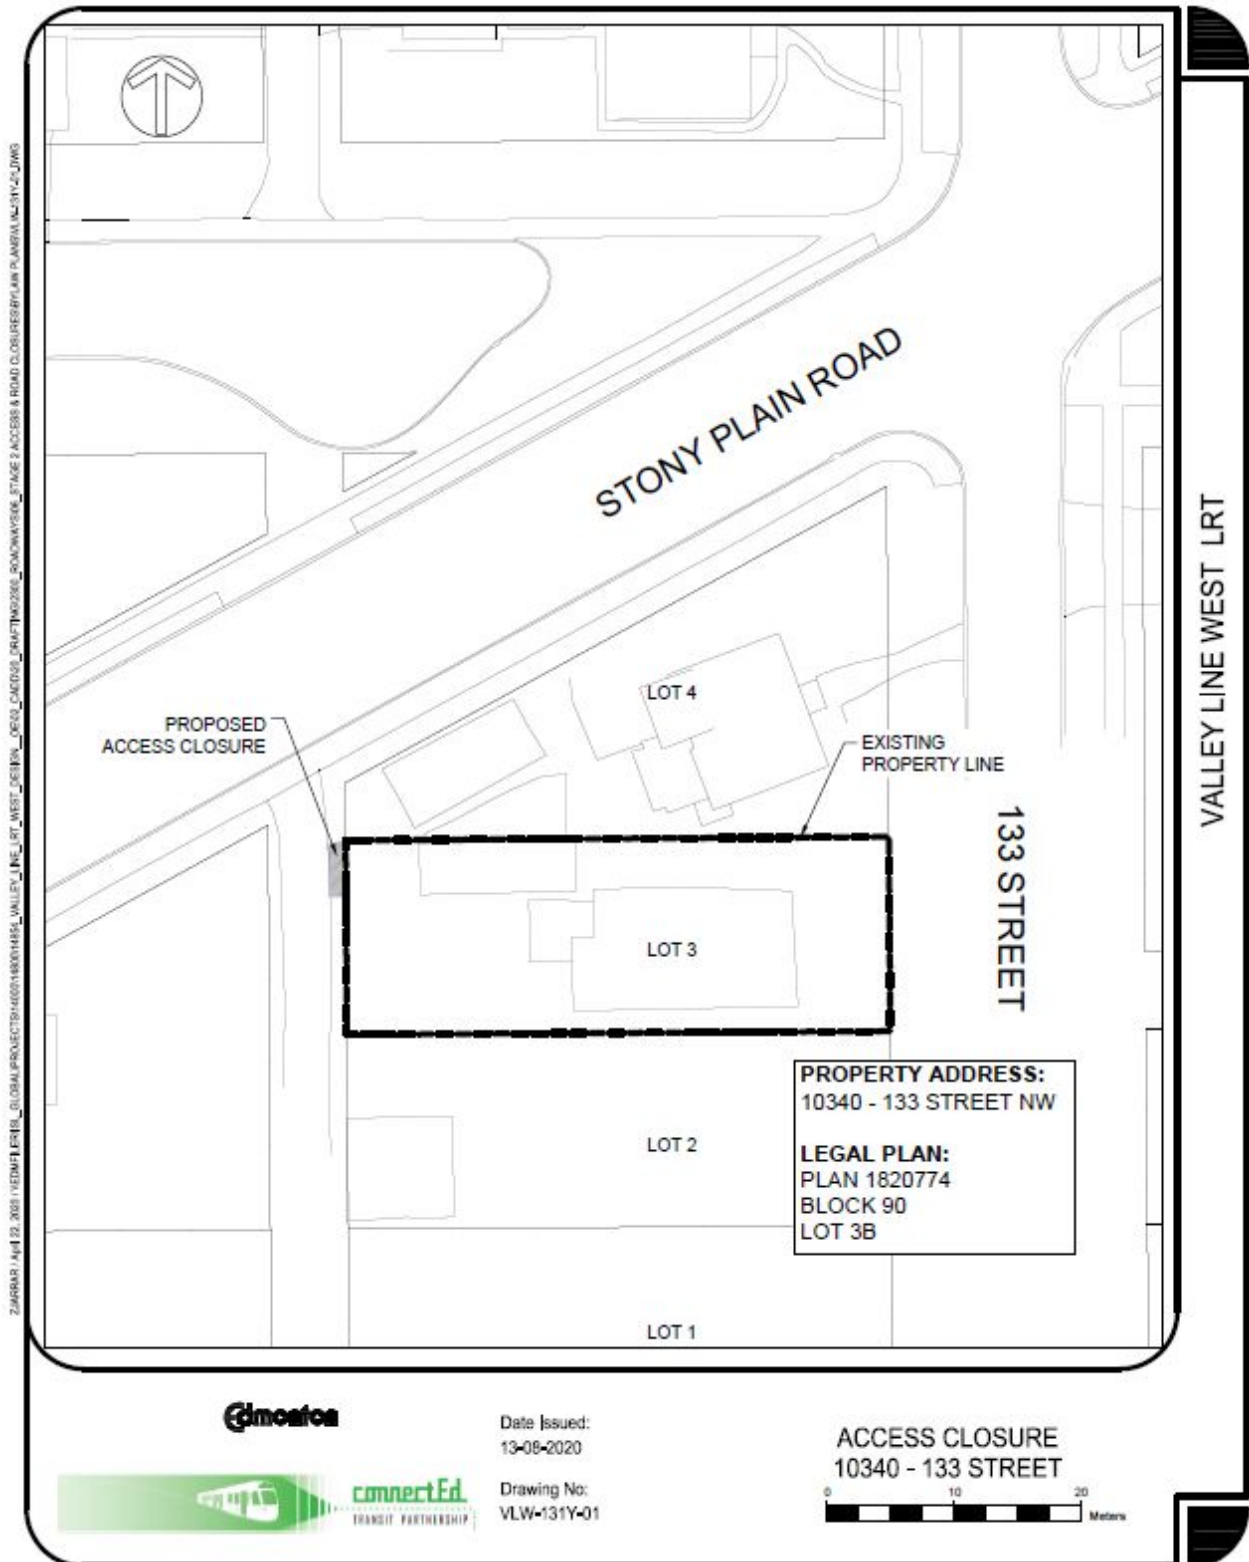 STONY PLAIN ROAD
LOT 4
PROPOSED
ACCESS CLOSURE
EXISTING
PROPERTY LINE
133 STREET
LOT 3
PROPERTY ADDRESS:
10340 - 133 STREET NW
LEGAL PLAN:
PLAN 1820774
BLOCK 90
LOT 3B
LOT 2
LOT 1
VALLEY LINE WEST LRT
Edmonton
connectEd
TRANSIT PARTNERSHIP
Date Issued:
13-08-2020
Drawing No:
VLW-131Y-01
ACCESS CLOSURE
10340 - 133 STREET
0 10 20
Meters